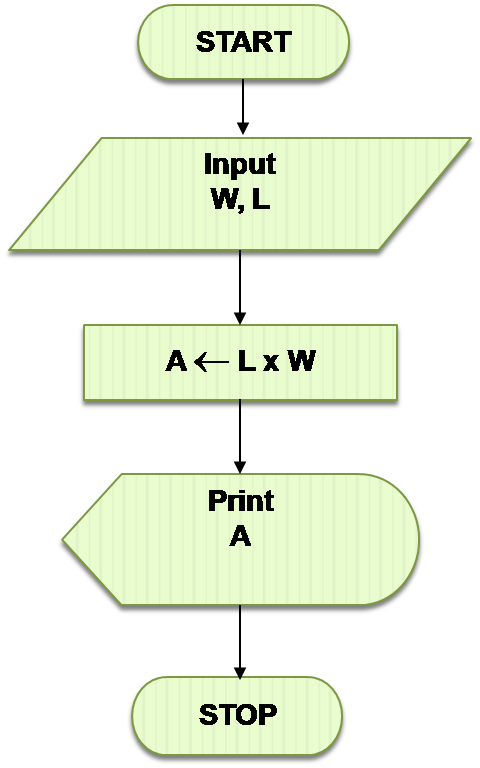 START
Input
W, L
A ← L x W
Print
A
STOP